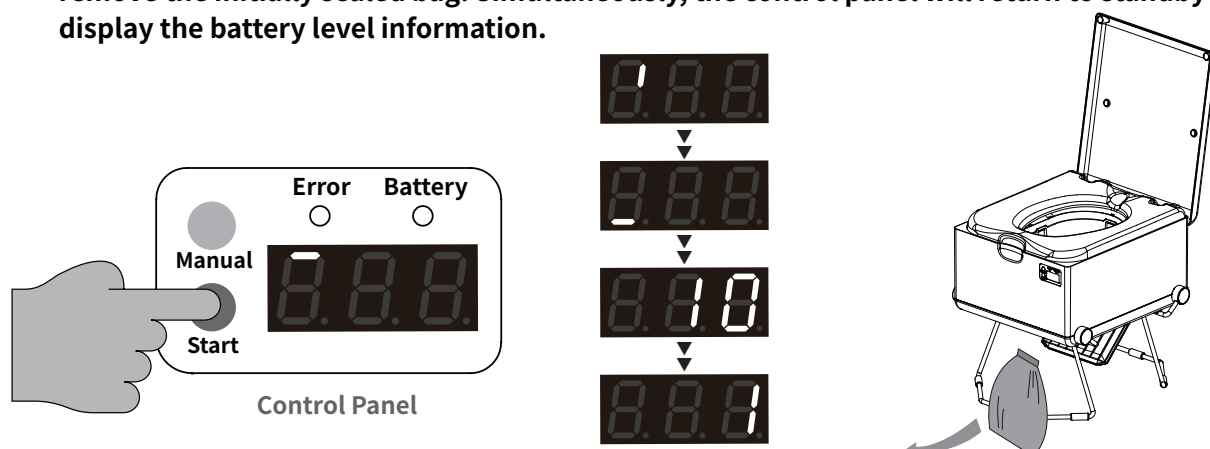 remove the initially sealed bag. Simultaneously, the control panel will return to standby
display the battery level information.
Error Battery
Manual
Start
Control Panel
10
1